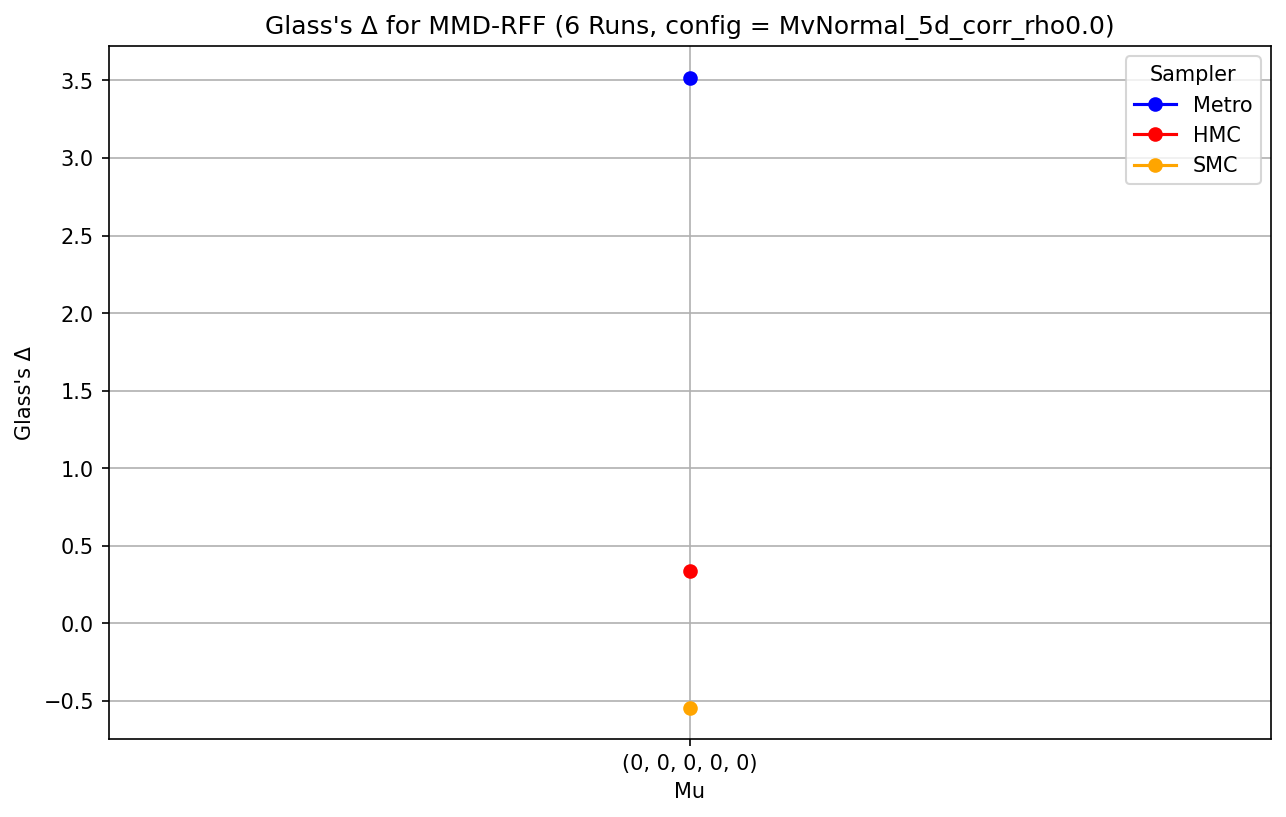 Glass's Δ for MMD-RFF (6 Runs, config = MvNormal_5d_corr_rho0.0)
Sampler
Metro
HMC
SMC
Glass's Δ
3.5
3.0
2.5
2.0
1.5
1.0
0.5
0.0
−0.5
(0, 0, 0, 0, 0)
Mu